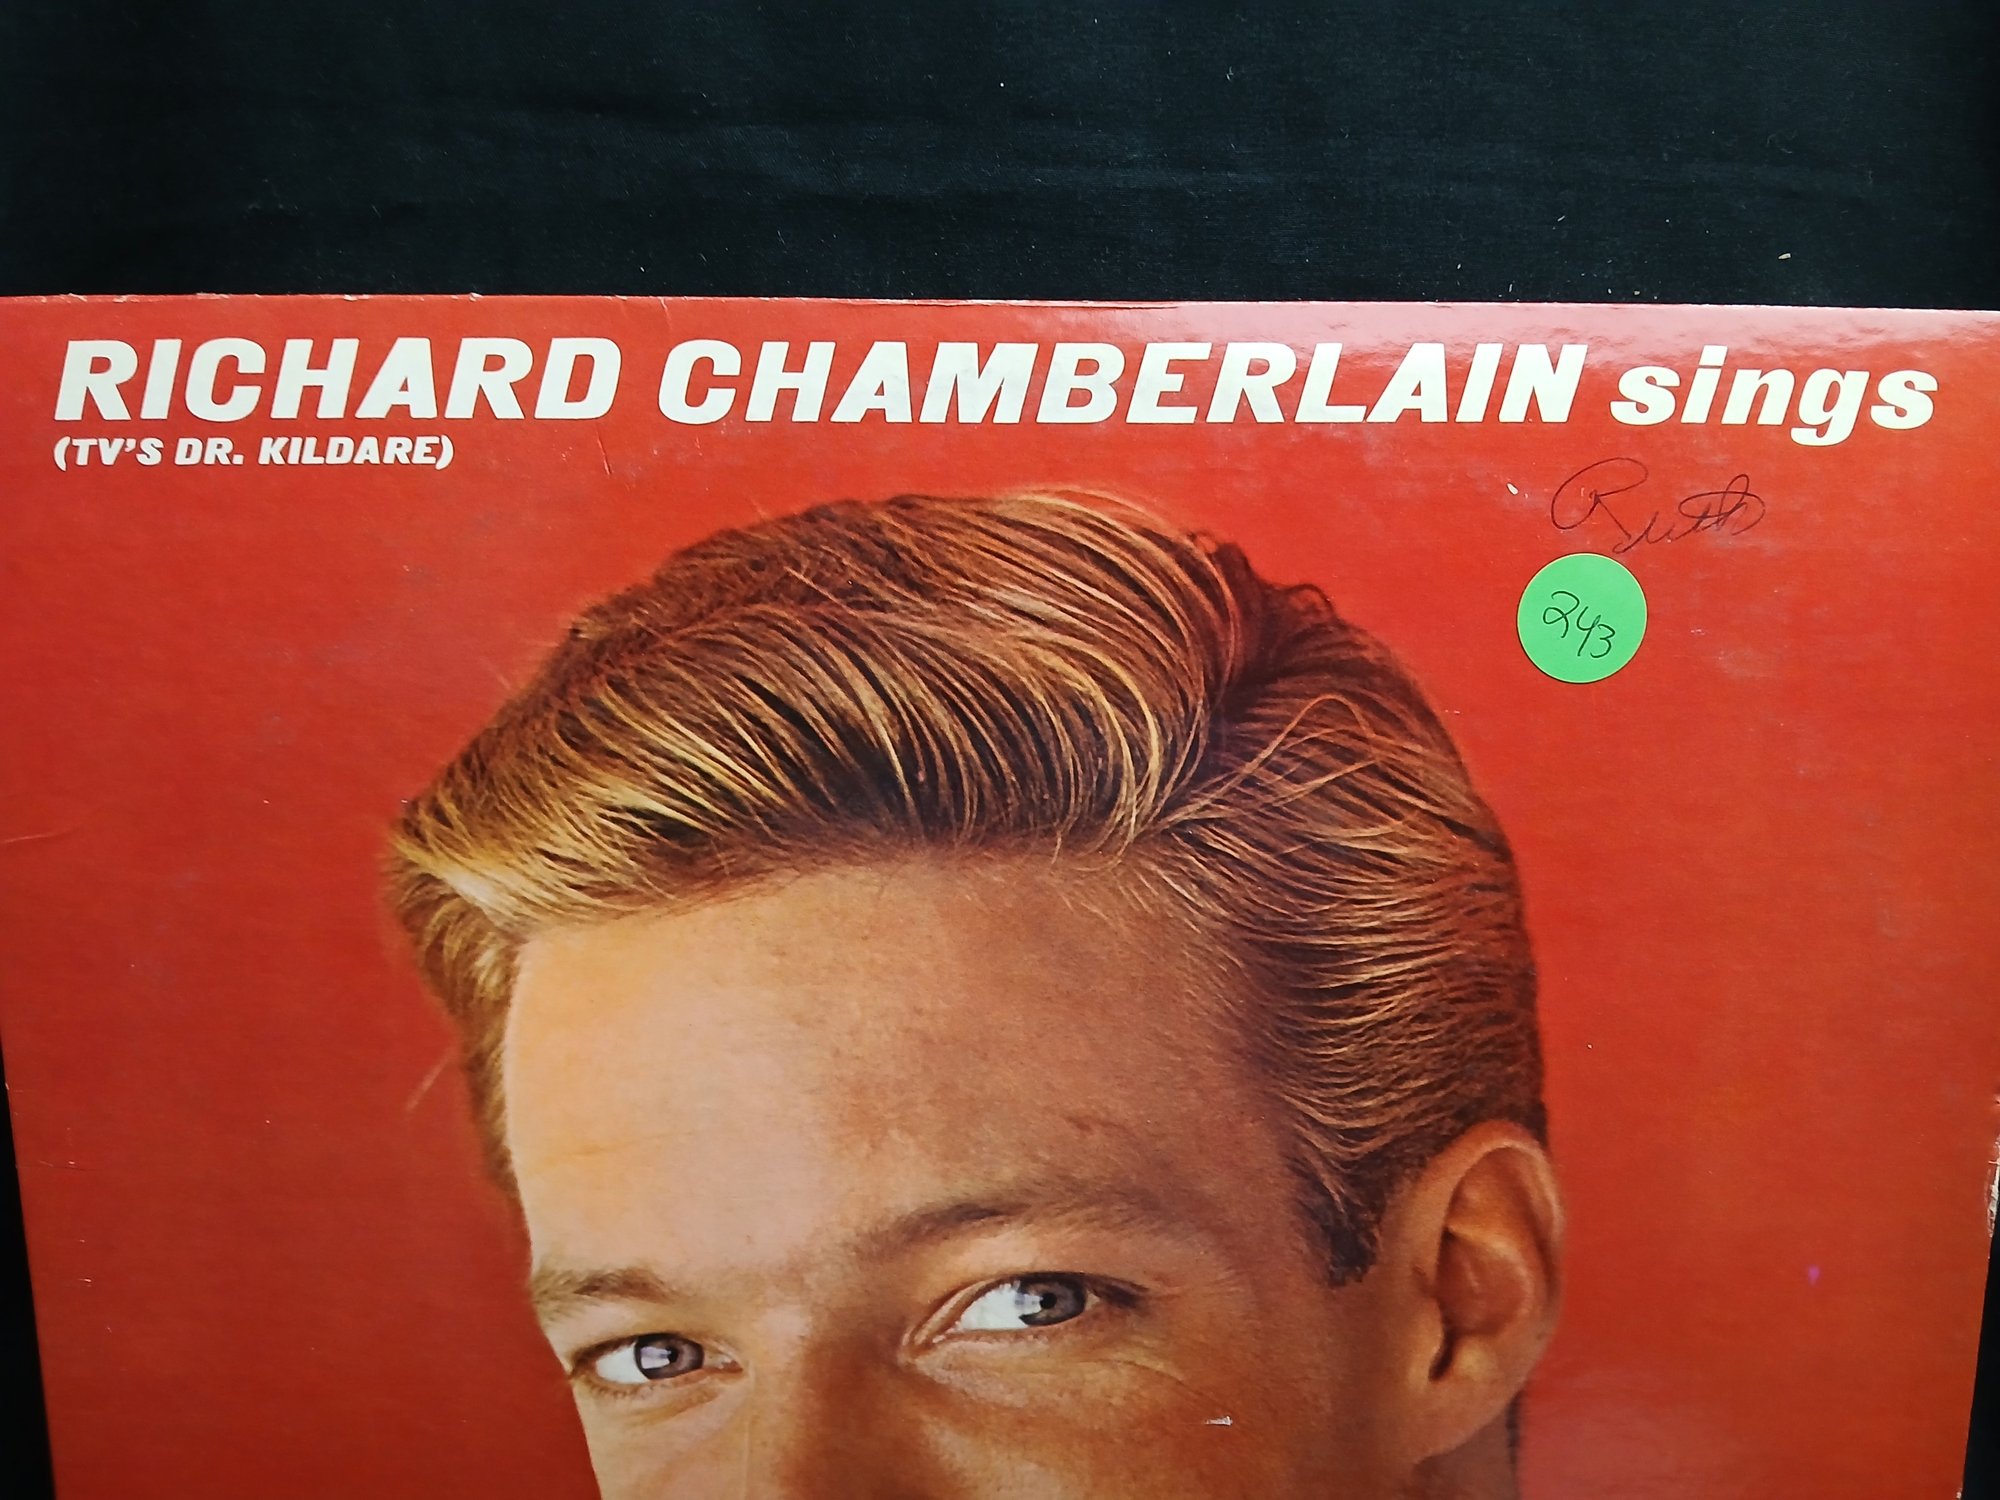 RICHARD CHAMBERLAIN sings
(TV'S DR. KILDARE)
Ruth
243